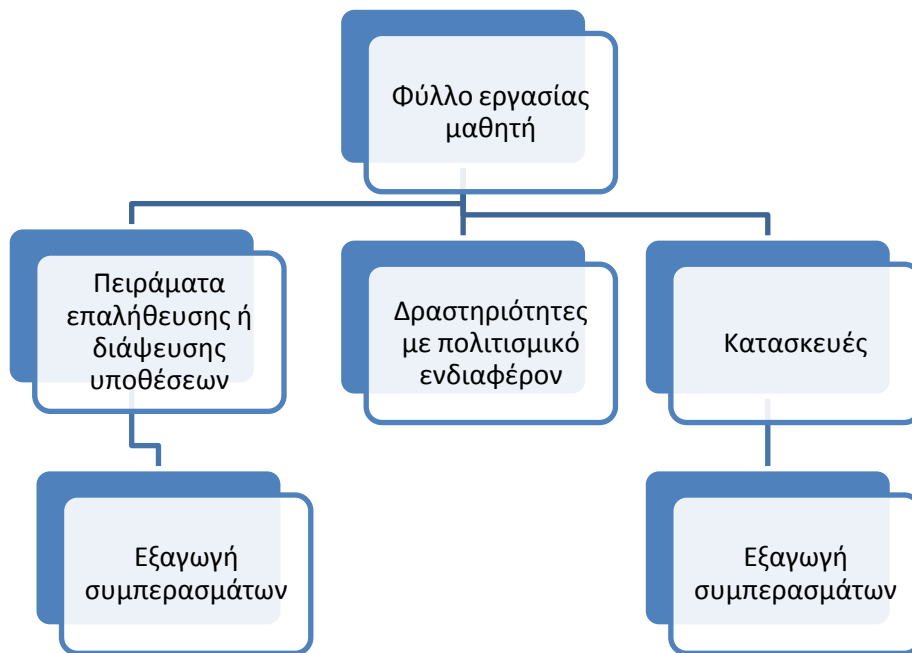 Φύλλο εργασίας
μαθητή
Πειράματα
επαλήθευσης ή
διάψευσης
υποθέσεων
Δραστηριότητες
με πολιτισμικό
ενδιαφέρον
Κατασκευές
Εξαγωγή
συμπερασμάτων
Εξαγωγή
συμπερασμάτων